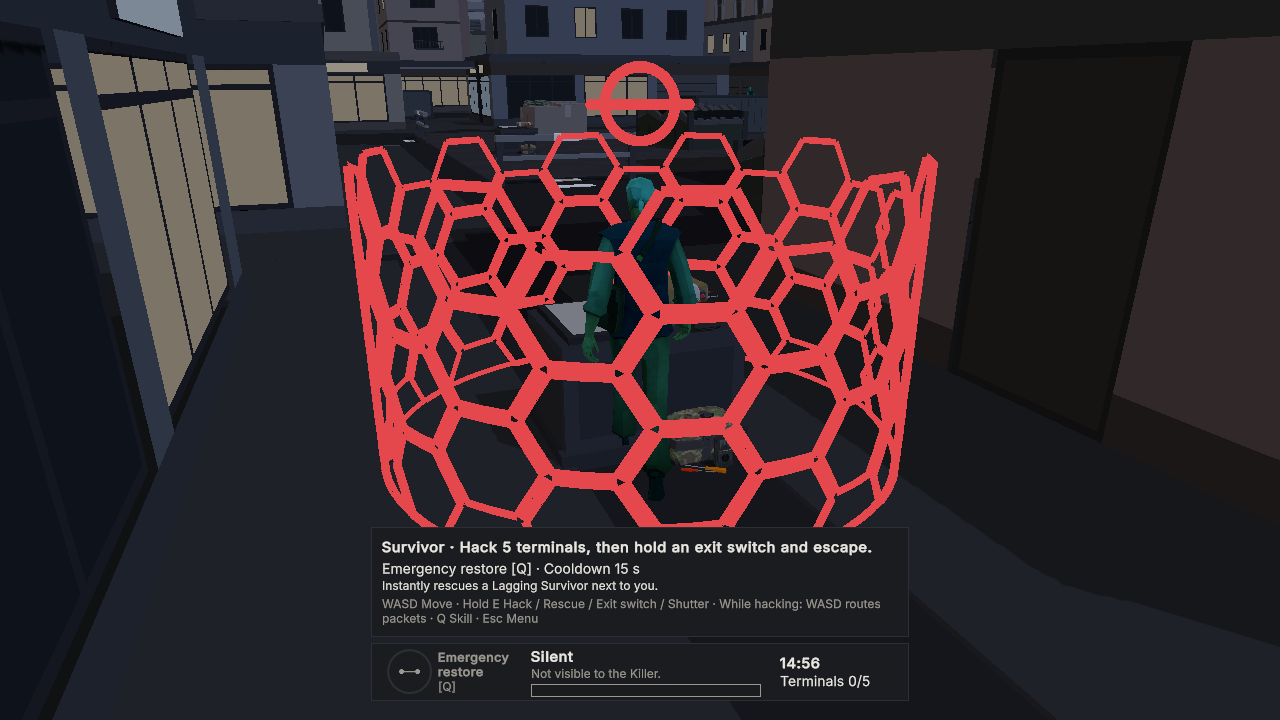 Survivor · Hack 5 terminals, then hold an exit switch and escape.
Emergency restore [Q] · Cooldown 15 s
Instantly rescues a Lagging Survivor next to you.
WASD Move · Hold E Hack / Rescue / Exit switch / Shutter · While hacking: WASD routes
packets · Q Skill · Esc Menu
Emergency
restore
[Q]
Silent
Not visible to the Killer.
14:56
Terminals 0/5